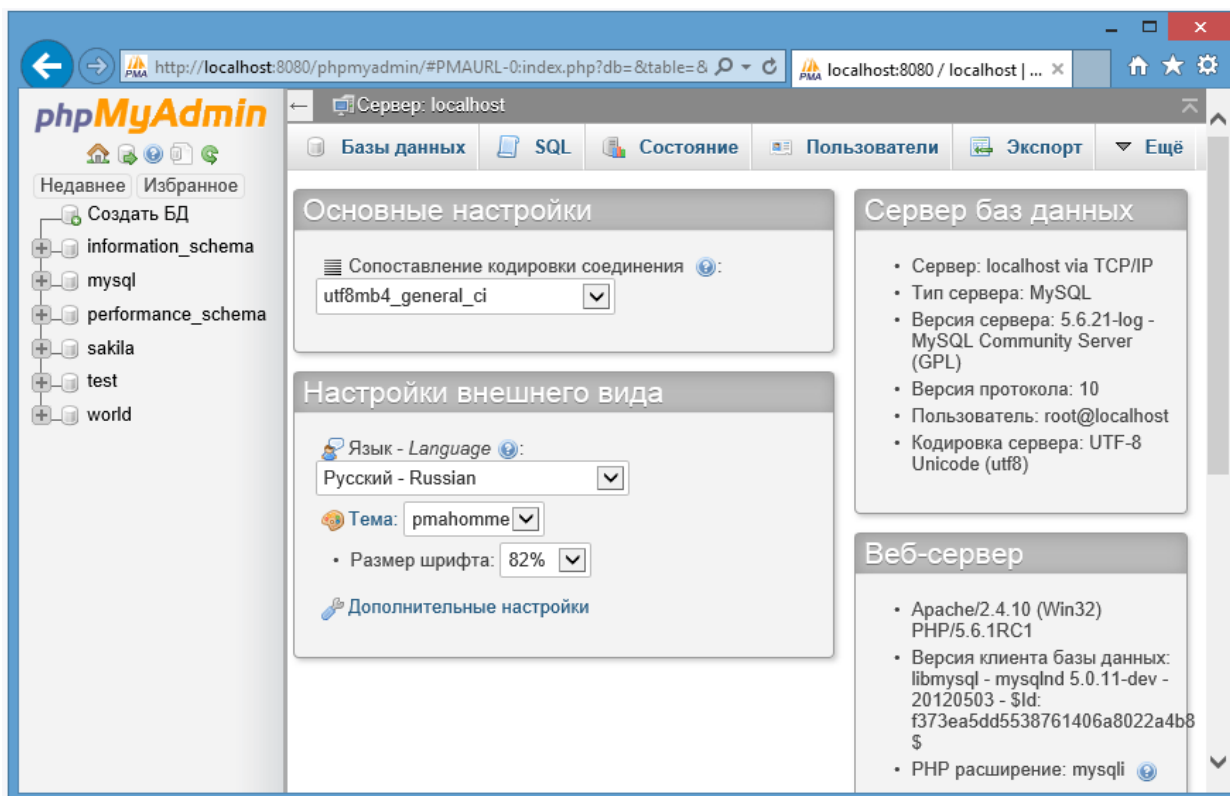 http://localhost:8080/phpmyadmin/#PMAURL-0:index.php?db=&table=&
localhost:8080 / localhost | ...
phpMyAdmin
Недавнее Избранное
Создать БД
information_schema
mysql
performance_schema
sakila
test
world
Сервер: localhost
Базы данных SQL Состояние Пользователи Экспорт Ещё
Основные настройки
Сопоставление кодировки соединения :
utf8mb4_general_ci
Настройки внешнего вида
Язык - Language :
Русский - Russian
Тема: pmahomme
• Размер шрифта: 82%
Дополнительные настройки
Сервер баз данных
• Сервер: localhost via TCP/IP
• Тип сервера: MySQL
• Версия сервера: 5.6.21-log -
MySQL Community Server
(GPL)
• Версия протокола: 10
• Пользователь: root@localhost
• Кодировка сервера: UTF-8
Unicode (utf8)
Веб-сервер
• Apache/2.4.10 (Win32)
PHP/5.6.1RC1
• Версия клиента базы данных:
libmysql - mysqlnd 5.0.11-dev -
20120503 - $Id:
f373ea5dd5538761406a8022a4b8
$
• PHP расширение: mysqli